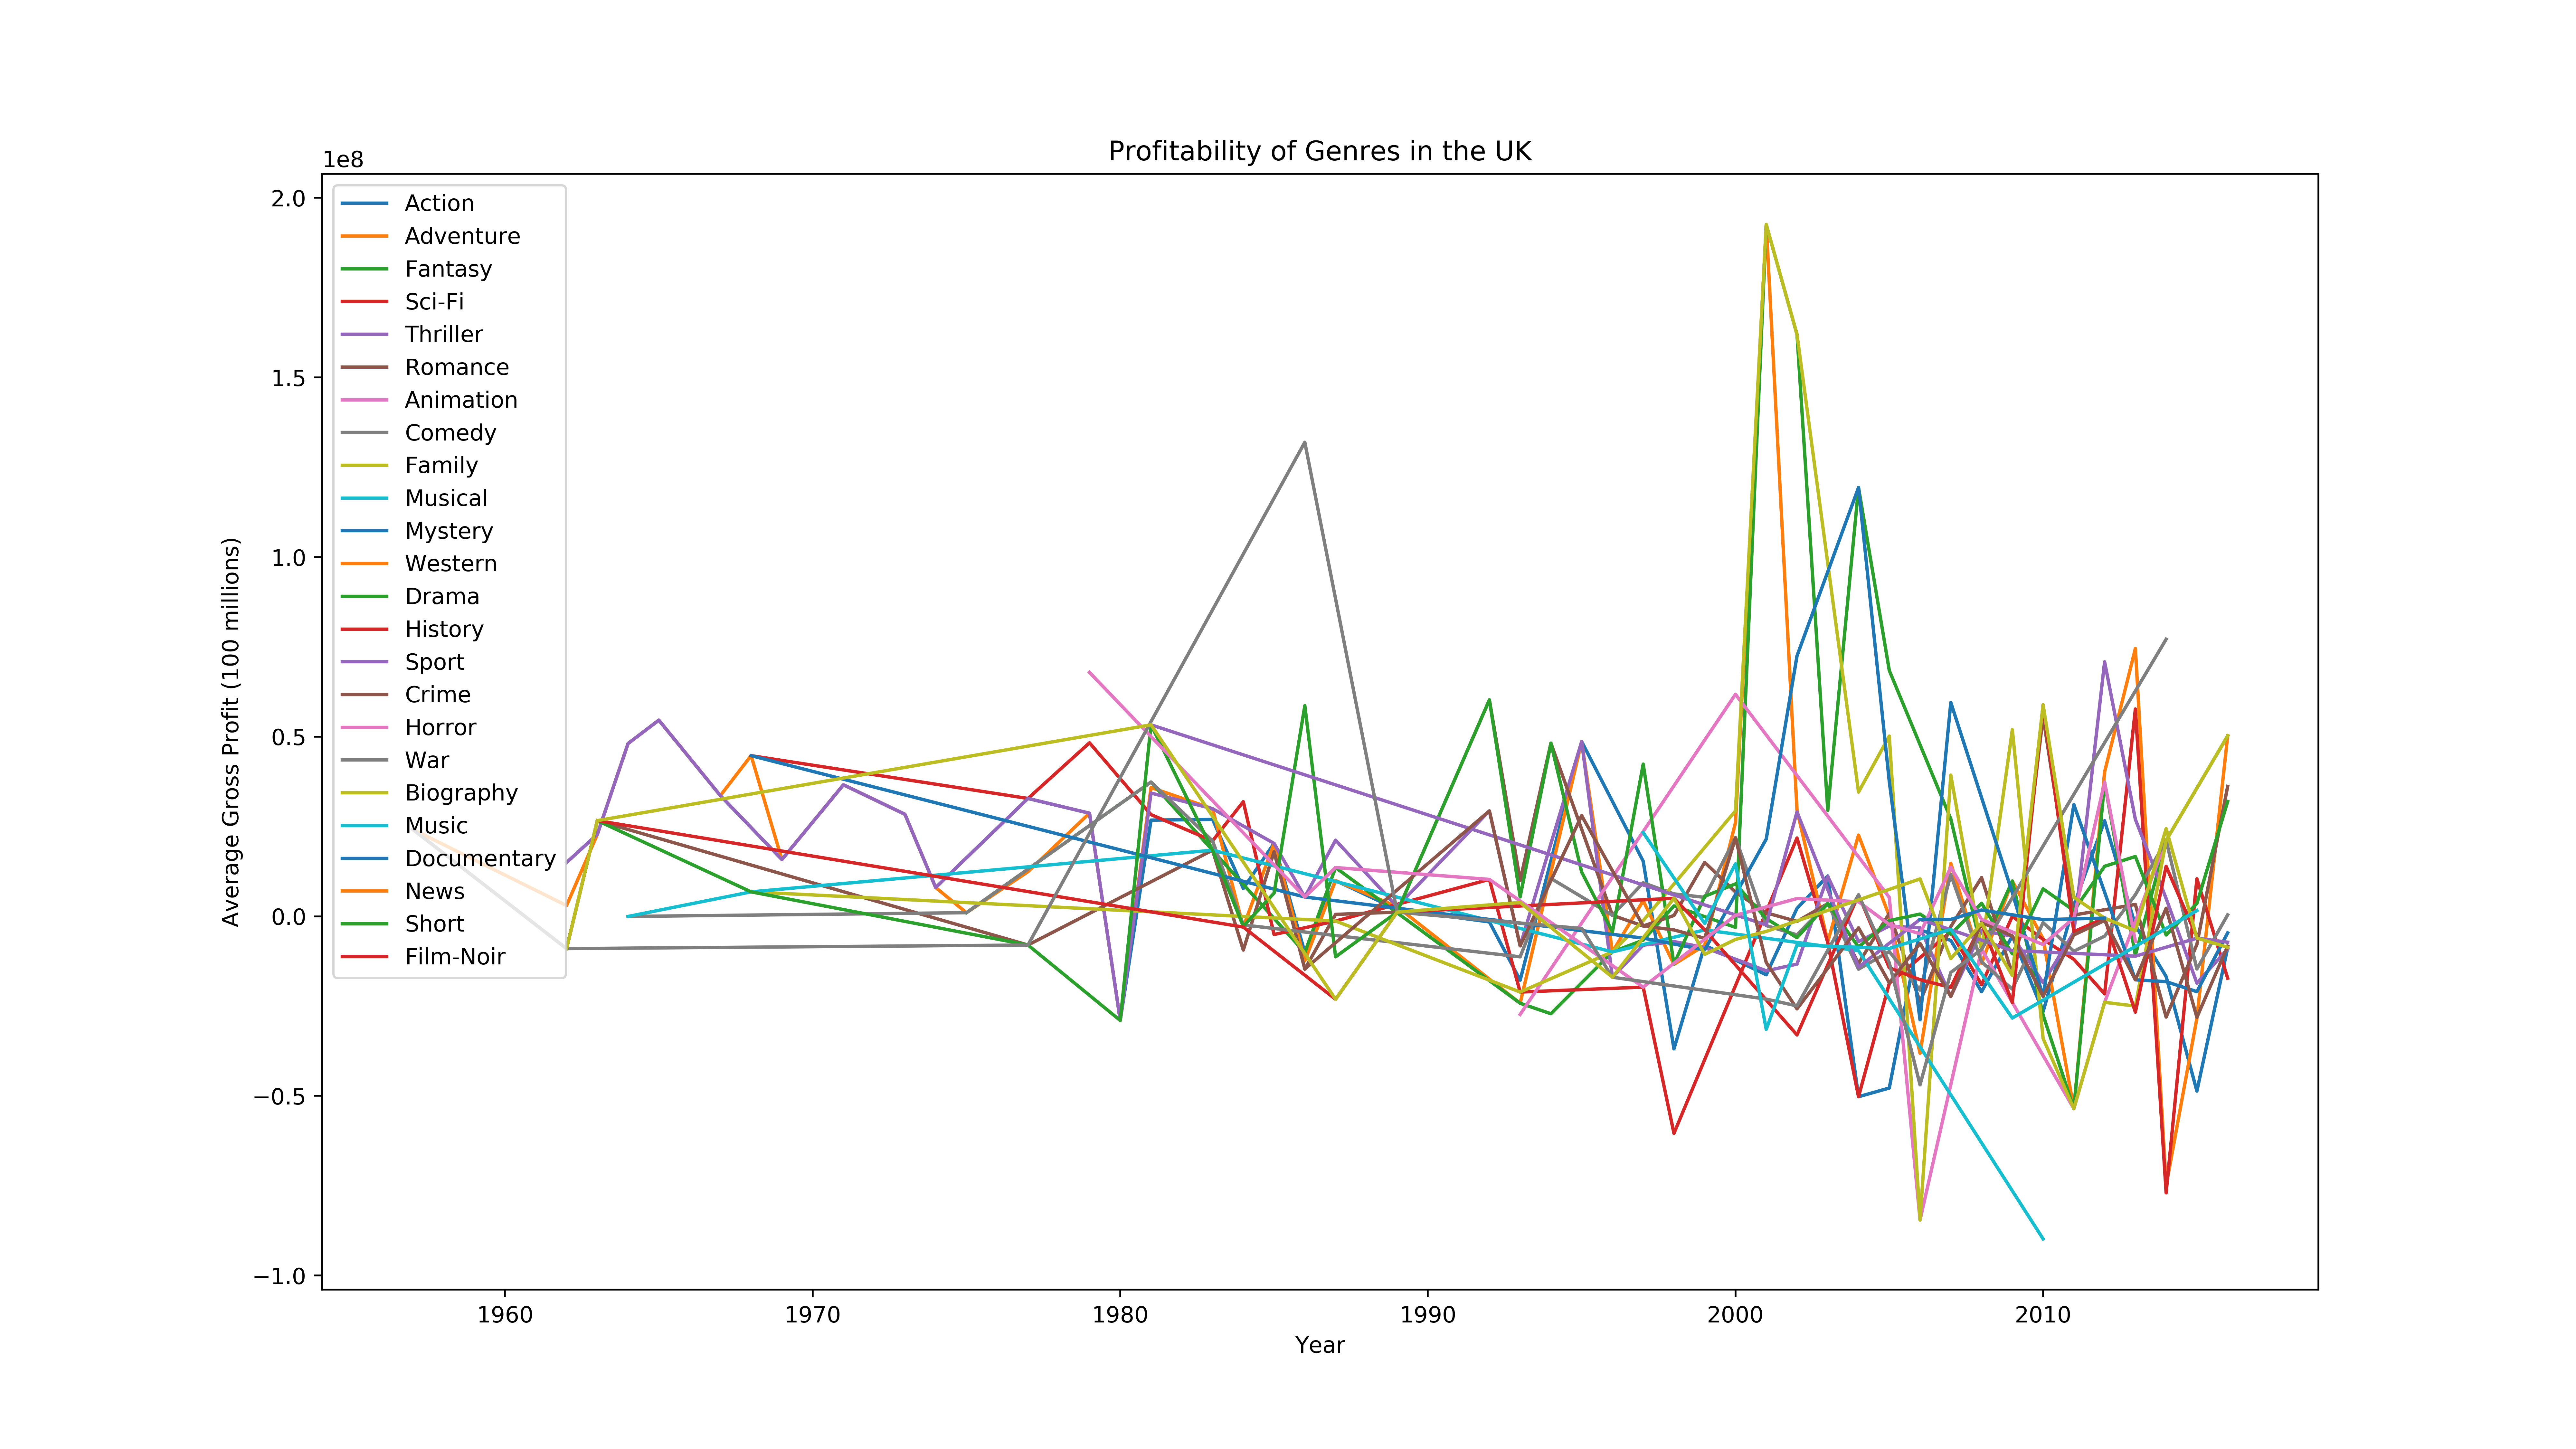 Profitability of Genres in the UK
1e8
2.0
1.5
1.0
0.5
0.0
−0.5
−1.0
Average Gross Profit (100 millions)
Action
Adventure
Fantasy
Sci-Fi
Thriller
Romance
Animation
Comedy
Family
Musical
Mystery
Western
Drama
History
Sport
Crime
Horror
War
Biography
Music
Documentary
News
Short
Film-Noir
1960 1970 1980 1990 2000 2010
Year